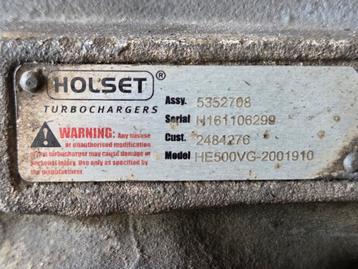 HOLSET®
TURBOCHARGERS
WARNING: Any misuse
or unauthorised modification
of this turbocharger may cause damage or
personal injury. Use only as specified by
the manufacturer.
Assy. 5352708
Serial N161106299
Cust. 2484276
Model HE500VG-2001910